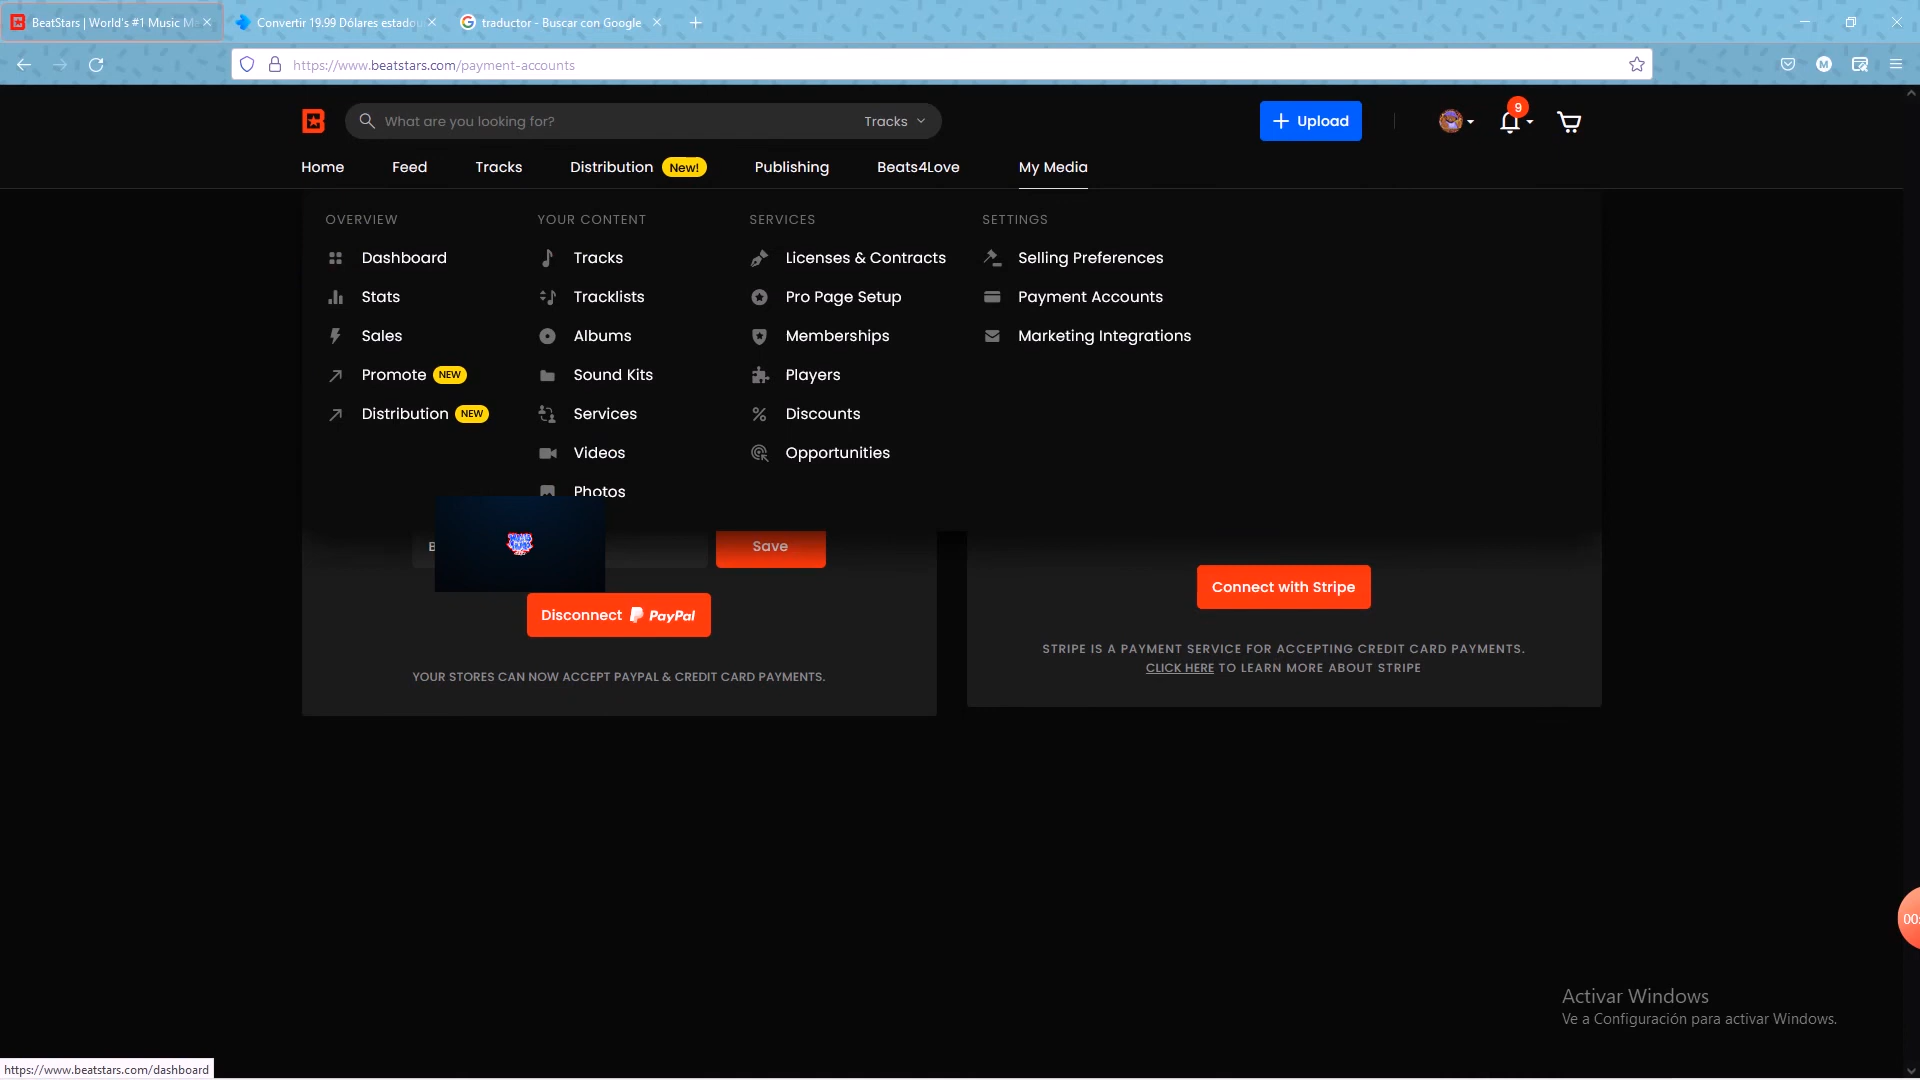 BeatStars | World's #1 Music M
Convertir 19.99 Dólares estadou
traductor - Buscar con Google
https://www.beatstars.com/payment-accounts
M
What are you looking for?
Tracks
Upload
9
Home
Feed
Tracks
Distribution New!
Publishing
Beats4Love
My Media
OVERVIEW
Dashboard
Stats
Sales
Promote NEW
Distribution NEW
YOUR CONTENT
Tracks
Tracklists
Albums
Sound Kits
Services
Videos
Photos
SERVICES
Licenses & Contracts
Pro Page Setup
Memberships
Players
Discounts
Opportunities
SETTINGS
Selling Preferences
Payment Accounts
Marketing Integrations
Save
Disconnect PayPal
YOUR STORES CAN NOW ACCEPT PAYPAL & CREDIT CARD PAYMENTS.
Connect with Stripe
STRIPE IS A PAYMENT SERVICE FOR ACCEPTING CREDIT CARD PAYMENTS.
CLICK HERE TO LEARN MORE ABOUT STRIPE
00:
Activar Windows
Ve a Configuración para activar Windows.
https://www.beatstars.com/dashboard